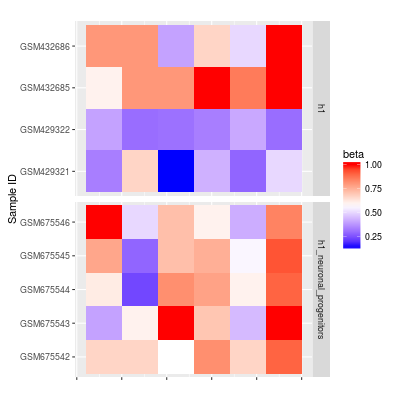 GSM432686
GSM432685
GSM429322
GSM429321
h1
GSM675546
GSM675545
GSM675544
GSM675543
GSM675542
h1_neuronal_progenitors
Sample ID
beta
1.00
0.75
0.50
0.25